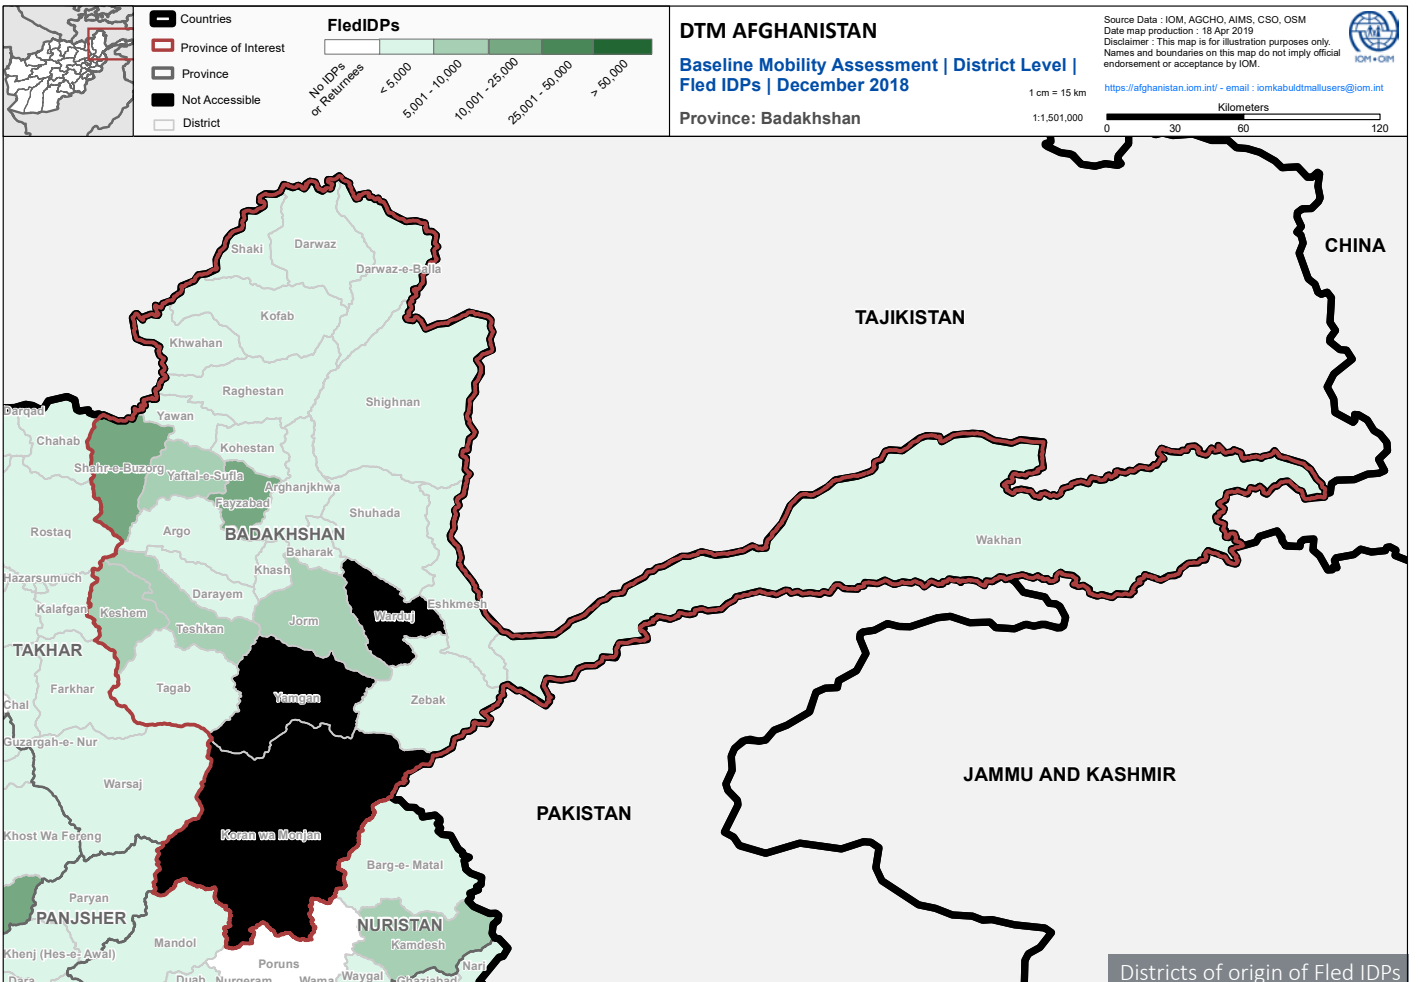 Countries
Province of Interest
Province
Not Accessible
District
FledIDPs
No IDPs
or Returnees
< 5,000
5,001 - 10,000
10,001 - 25,000
25,001 - 50,000
> 50,000
DTM AFGHANISTAN
Baseline Mobility Assessment | District Level |
Fled IDPs | December 2018
Province: Badakhshan
1 cm = 15 km
1:1,501,000
Source Data : IOM, AGCHO, AIMS, CSO, OSM
Date map production : 18 Apr 2019
Disclaimer : This map is for illustration purposes only.
Names and boundaries on this map do not imply official
endorsement or acceptance by IOM.
https://afghanistan.iom.int/ - email : iomkabuldtmallusers@iom.int
IOM • OIM
Kilometers
0 30 60 120
CHINA
TAJIKISTAN
Shaki
Darwaz
Darwaz-e-Balla
Kofab
Khwahan
Raghestan
Shighnan
Yawan
Darqad
Chahab
Kohestan
Shahr-e-Buzorg
Yaftal-e-Sufla
Arghanjkhwa
Fayzabad
Shuhada
Rostaq
Argo
BADAKHSHAN
Baharak
Wakhan
Khash
Hazarsumuch
Darayem
Kalafgan
Keshem
Teshkan
Jorm
Warduj
Eshkmesh
TAKHAR
Farkhar
Tagab
Yamgan
Zebak
Chal
Guzargah-e- Nur
Warsaj
JAMMU AND KASHMIR
PAKISTAN
Khost Wa Fereng
Koran wa Monjan
Barg-e- Matal
Paryan
PANJSHER
NURISTAN
Kamdesh
Khenj (Hes-e- Awal)
Mandol
Poruns
Nari
Dara
Duab
Nurgeram
Wama
Waygal
Ghaziabad
Districts of origin of Fled IDPs